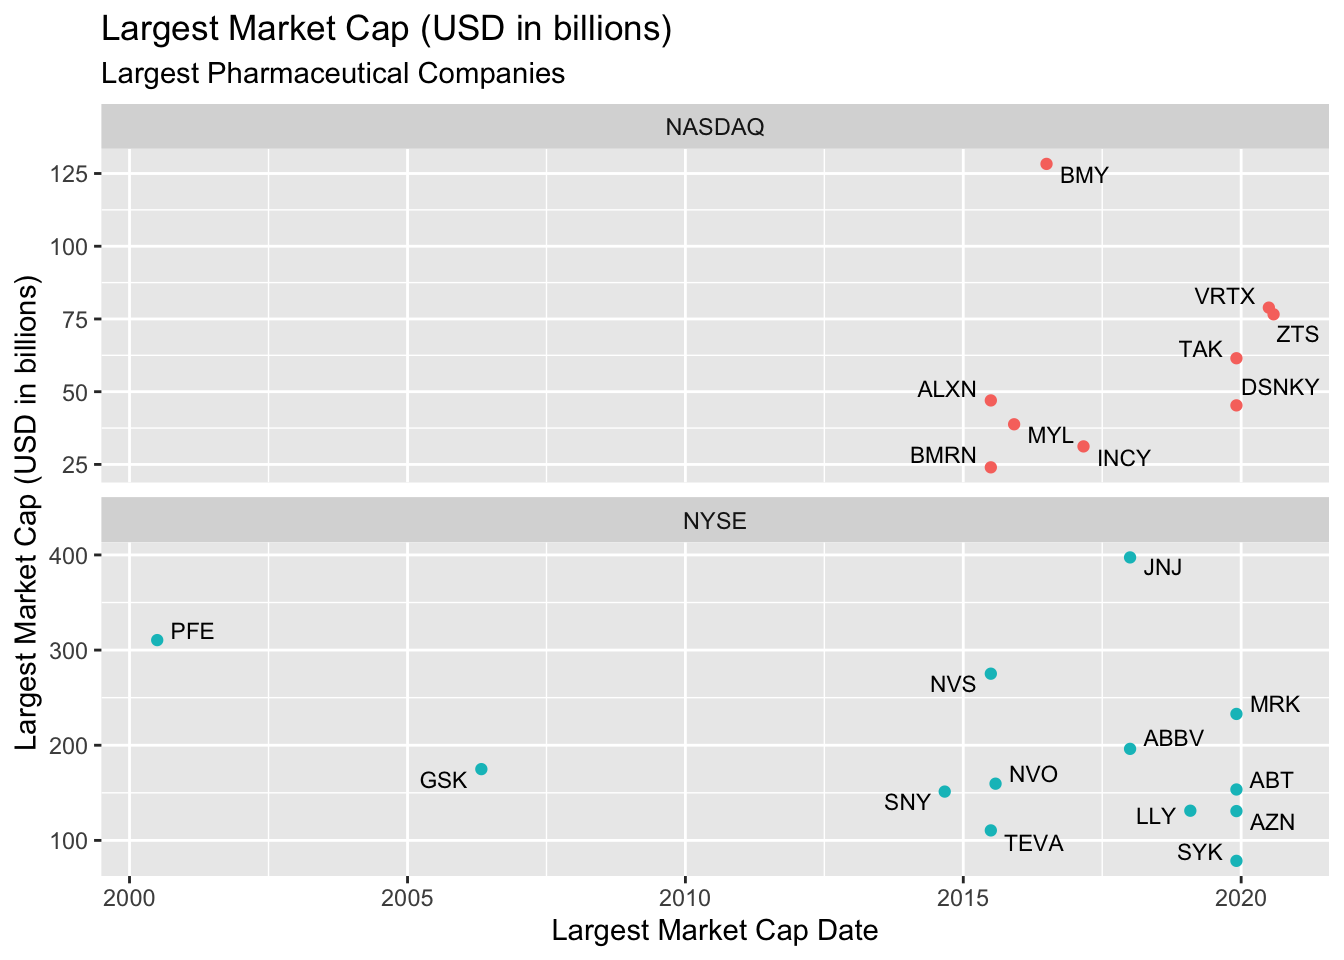 Largest Market Cap (USD in billions)
Largest Pharmaceutical Companies
NASDAQ
125
BMY
100
VRTX
75
ZTS
TAK
DSNKY
50
ALXN
MYL
BMRN
INCY
25
Largest Market Cap (USD in billions)
NYSE
400
JNJ
PFE
300
NVS
MRK
200
ABBV
GSK
NVO
ABT
SNY
LLY
AZN
100
TEVA
SYK
2000 2005 2010 2015 2020
Largest Market Cap Date